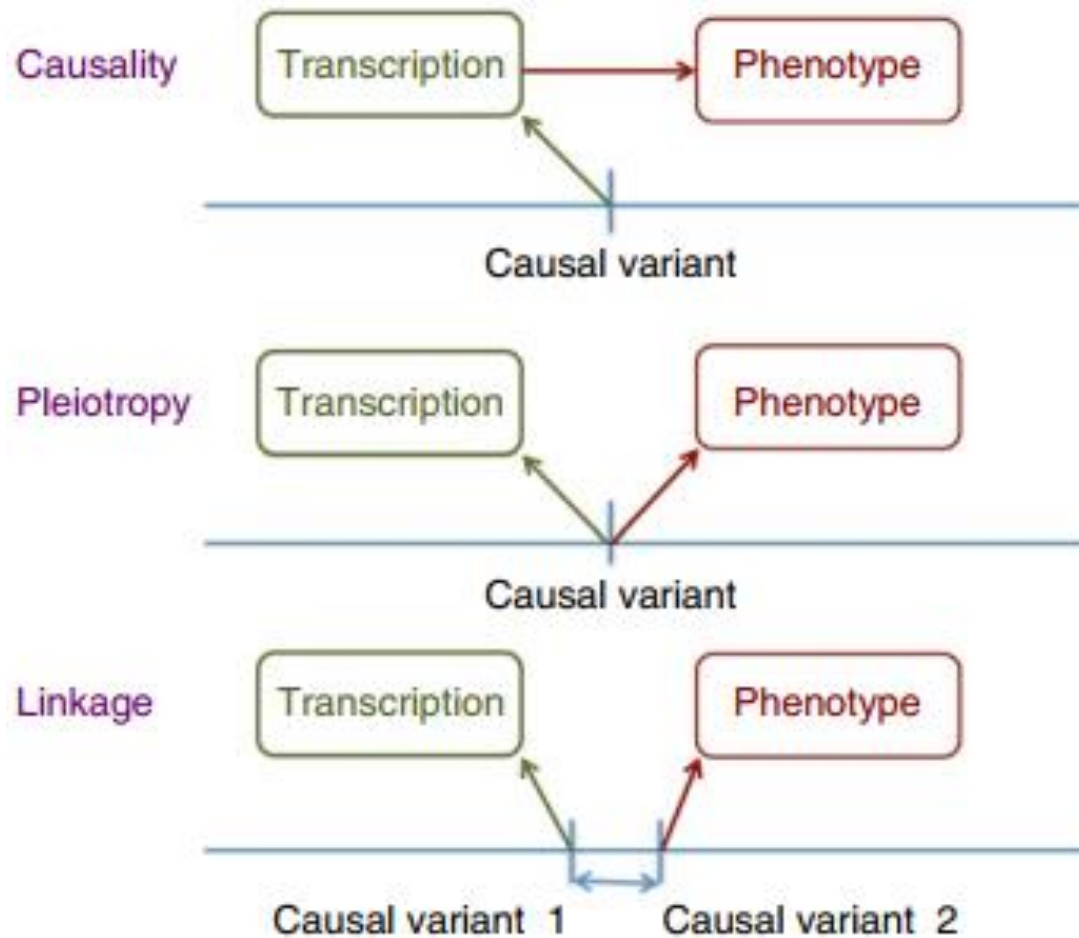 Causality Transcription Phenotype
Causal variant
Pleiotropy Transcription Phenotype
Causal variant
Linkage Transcription Phenotype
Causal variant 1 Causal variant 2